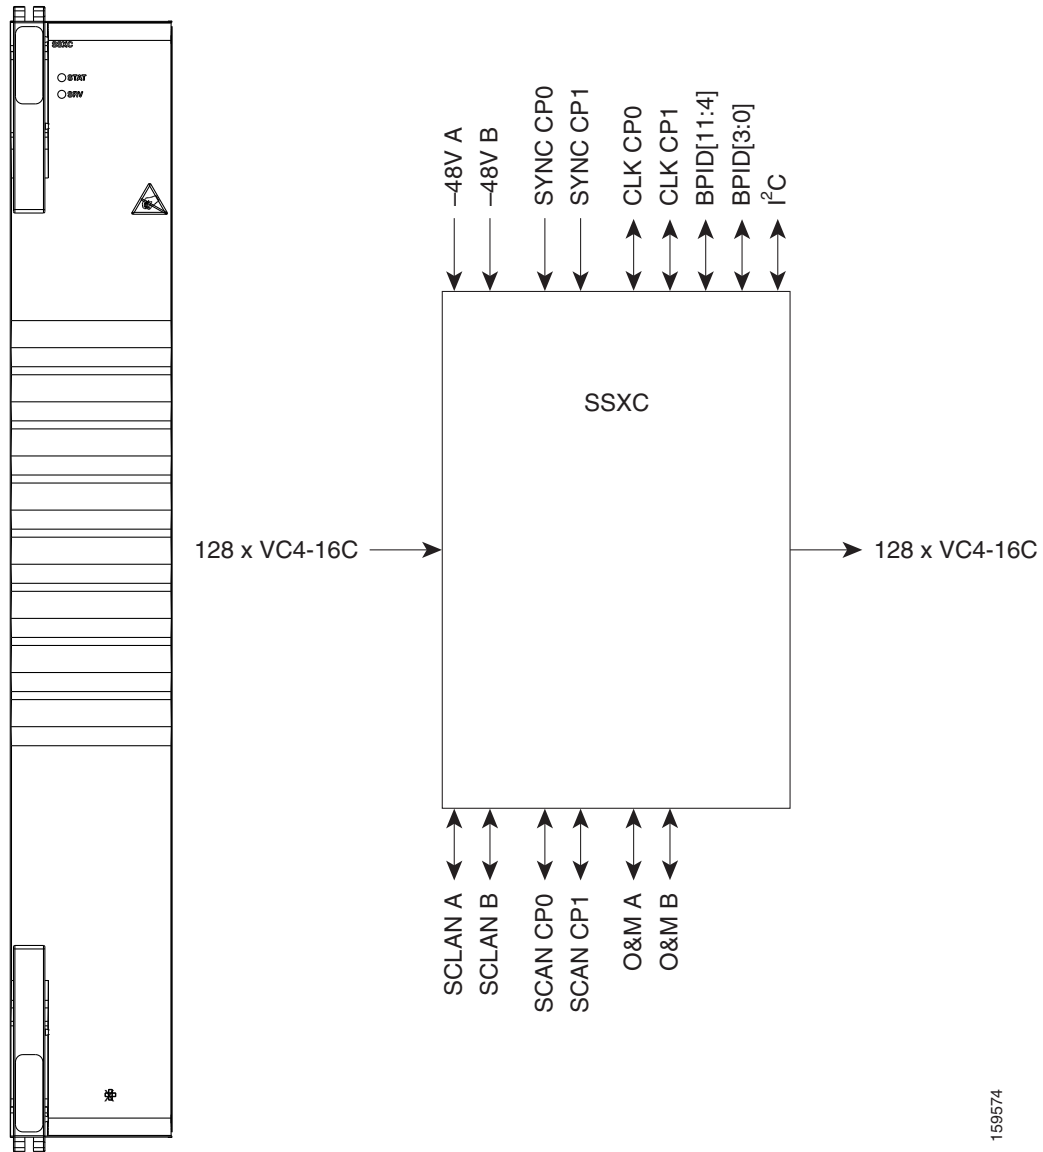 SSXC
STAT
SRV
–48V A
–48V B
SYNC CP0
SYNC CP1
CLK CP0
CLK CP1
BPID[11:4]
BPID[3:0]
I²C
SSXC
128 x VC4-16C
128 x VC4-16C
SCLAN A
SCLAN B
SCAN CP0
SCAN CP1
O&M A
O&M B
159574